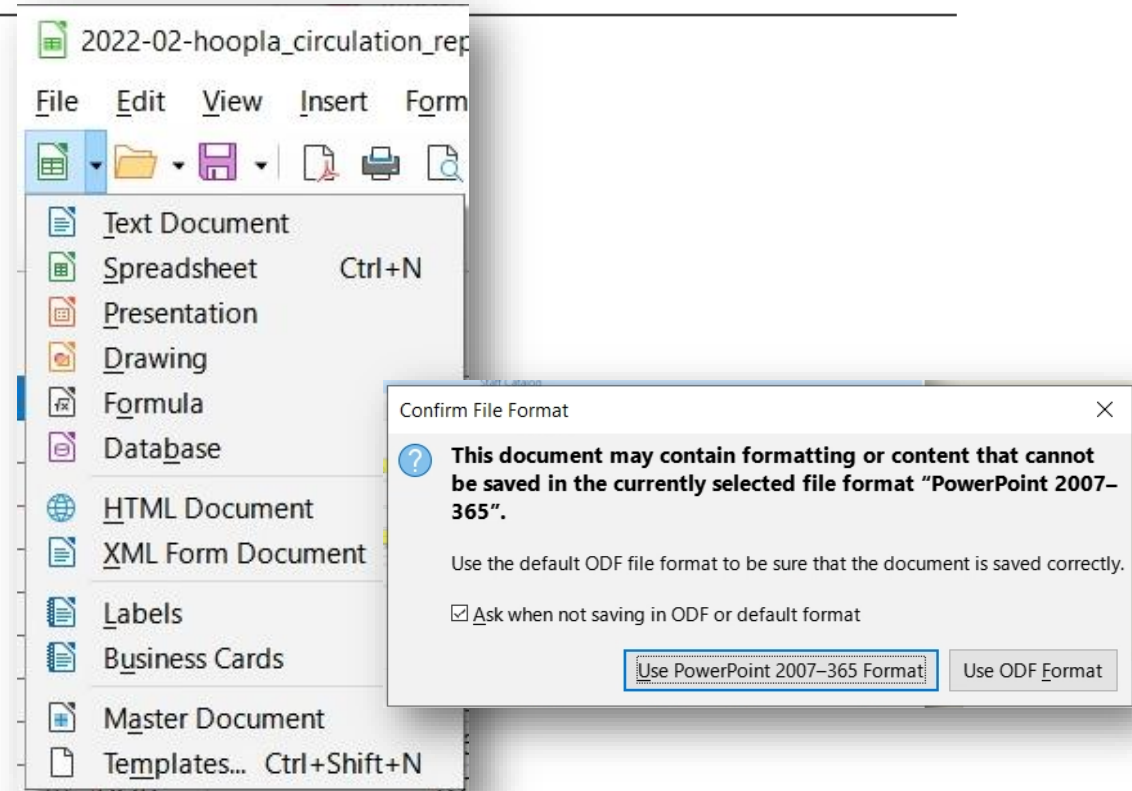 2022-02-hoopla_circulation_rep
File Edit View Insert Form
Text Document
Spreadsheet Ctrl+N
Presentation
Drawing
Formula
Database
HTML Document
XML Form Document
Labels
Business Cards
Master Document
Templates... Ctrl+Shift+N
Start Catalog
Confirm File Format
This document may contain formatting or content that cannot
be saved in the currently selected file format “PowerPoint 2007–
365”.
Use the default ODF file format to be sure that the document is saved correctly.
Ask when not saving in ODF or default format
Use PowerPoint 2007–365 Format Use ODF Format